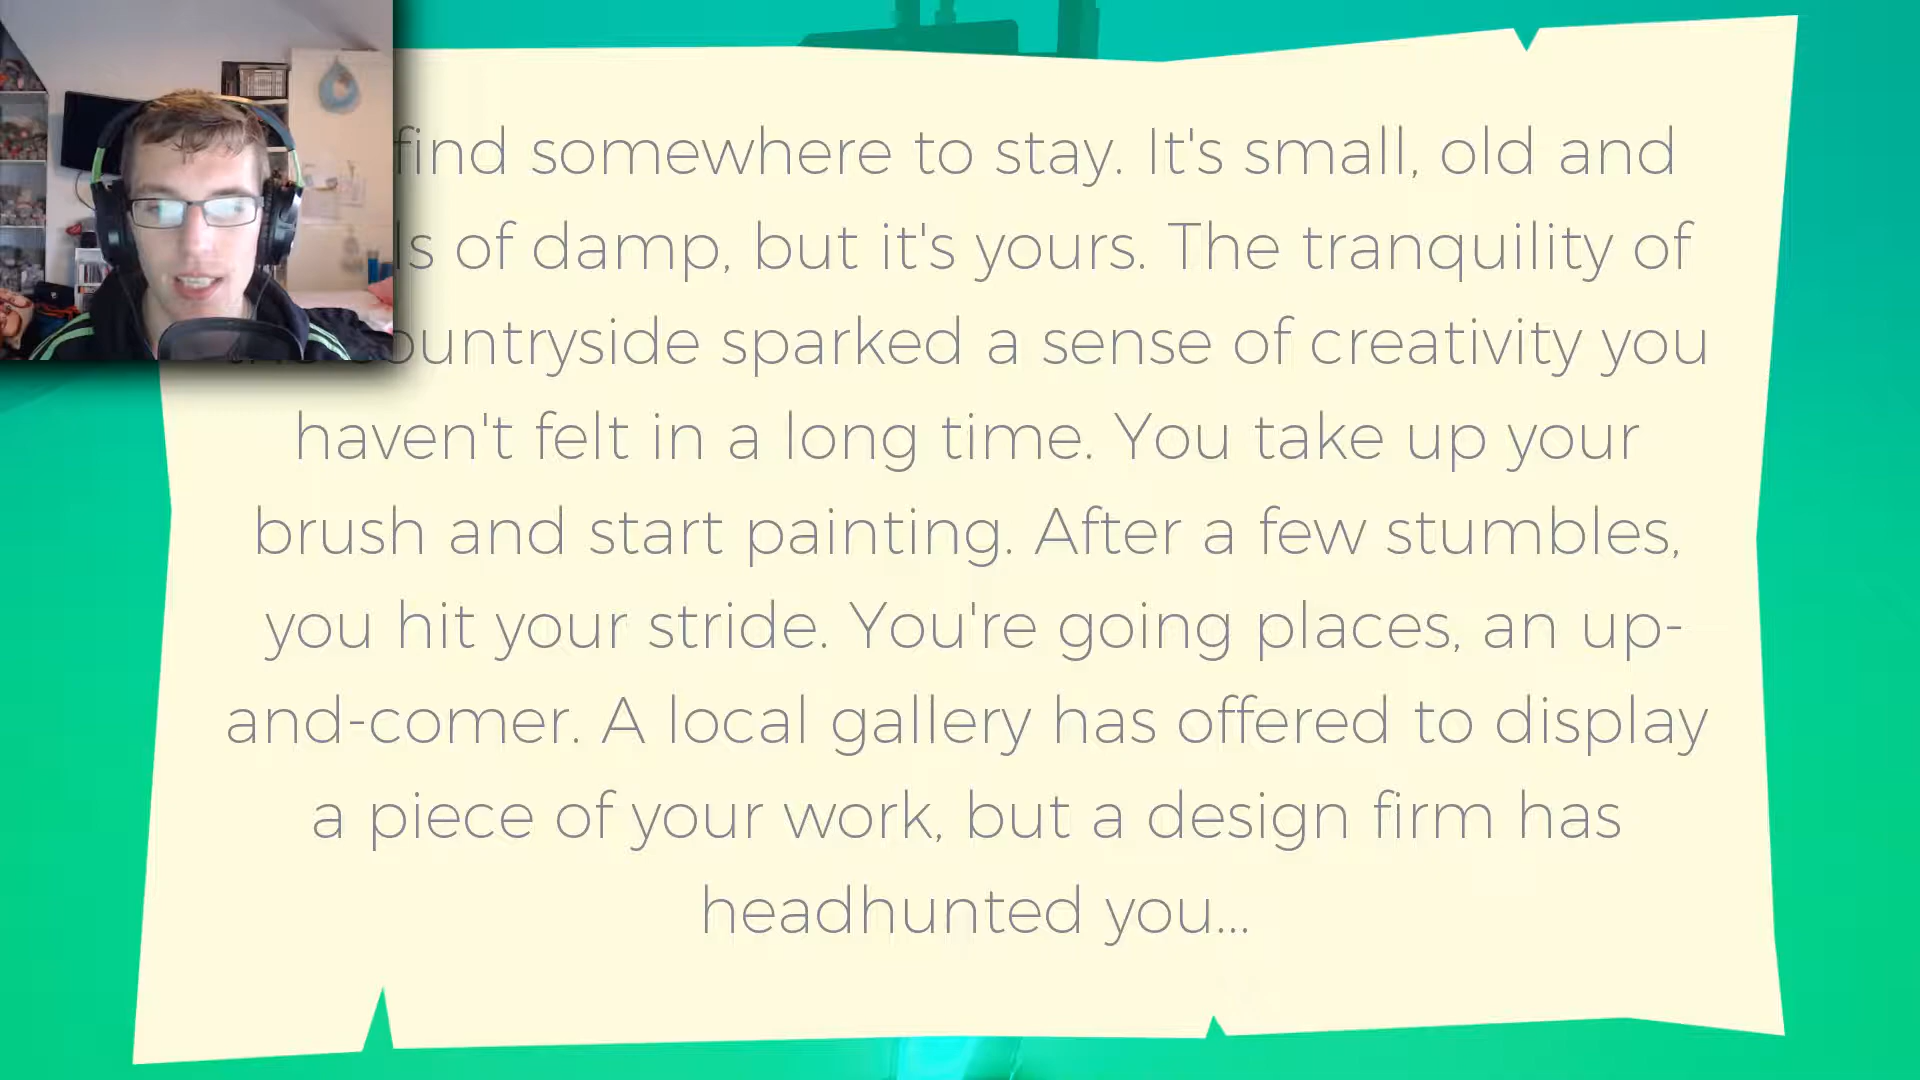 find somewhere to stay. It's small, old and
of damp, but it's yours. The tranquility of
sparked a sense of creativity you
haven't felt in a long time. You take up your
brush and start painting. After a few stumbles,
you hit your stride. You're going places, an up-
and-comer. A local gallery has offered to display
a piece of your work, but a design firm has
headhunted you...